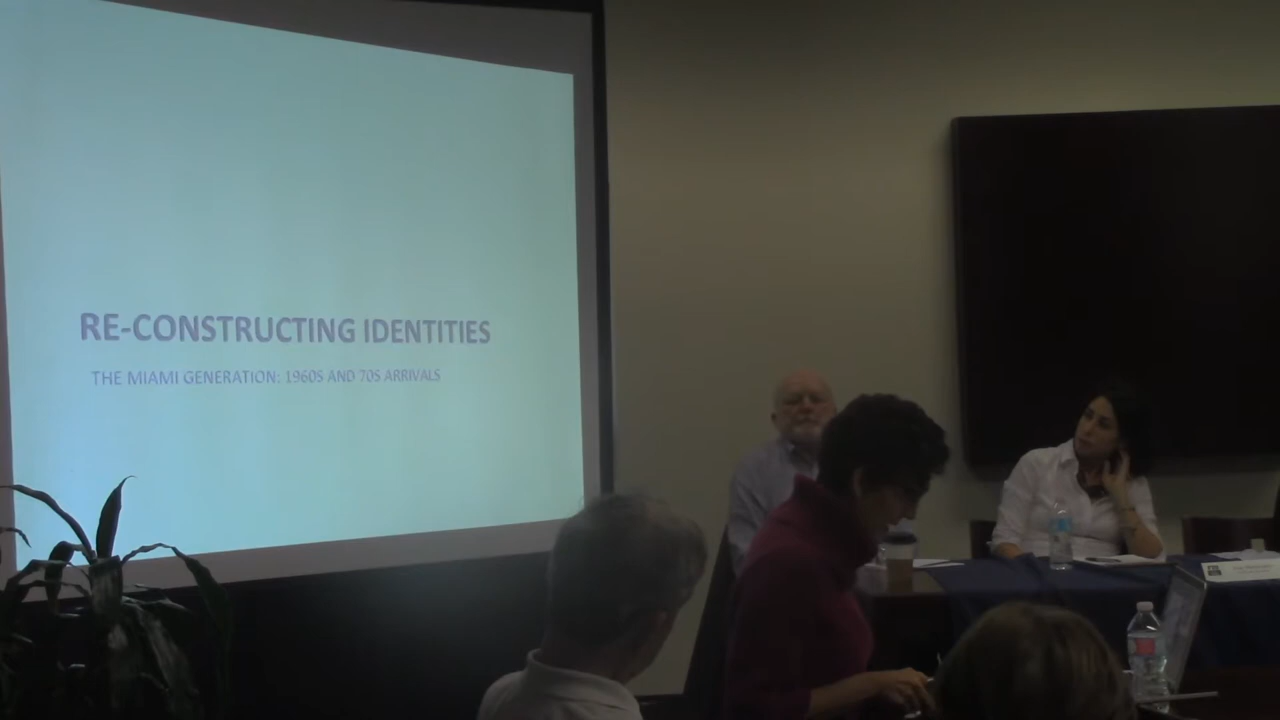 RE-CONSTRUCTING IDENTITIES
THE MIAMI GENERATION: 1960S AND 70S ARRIVALS